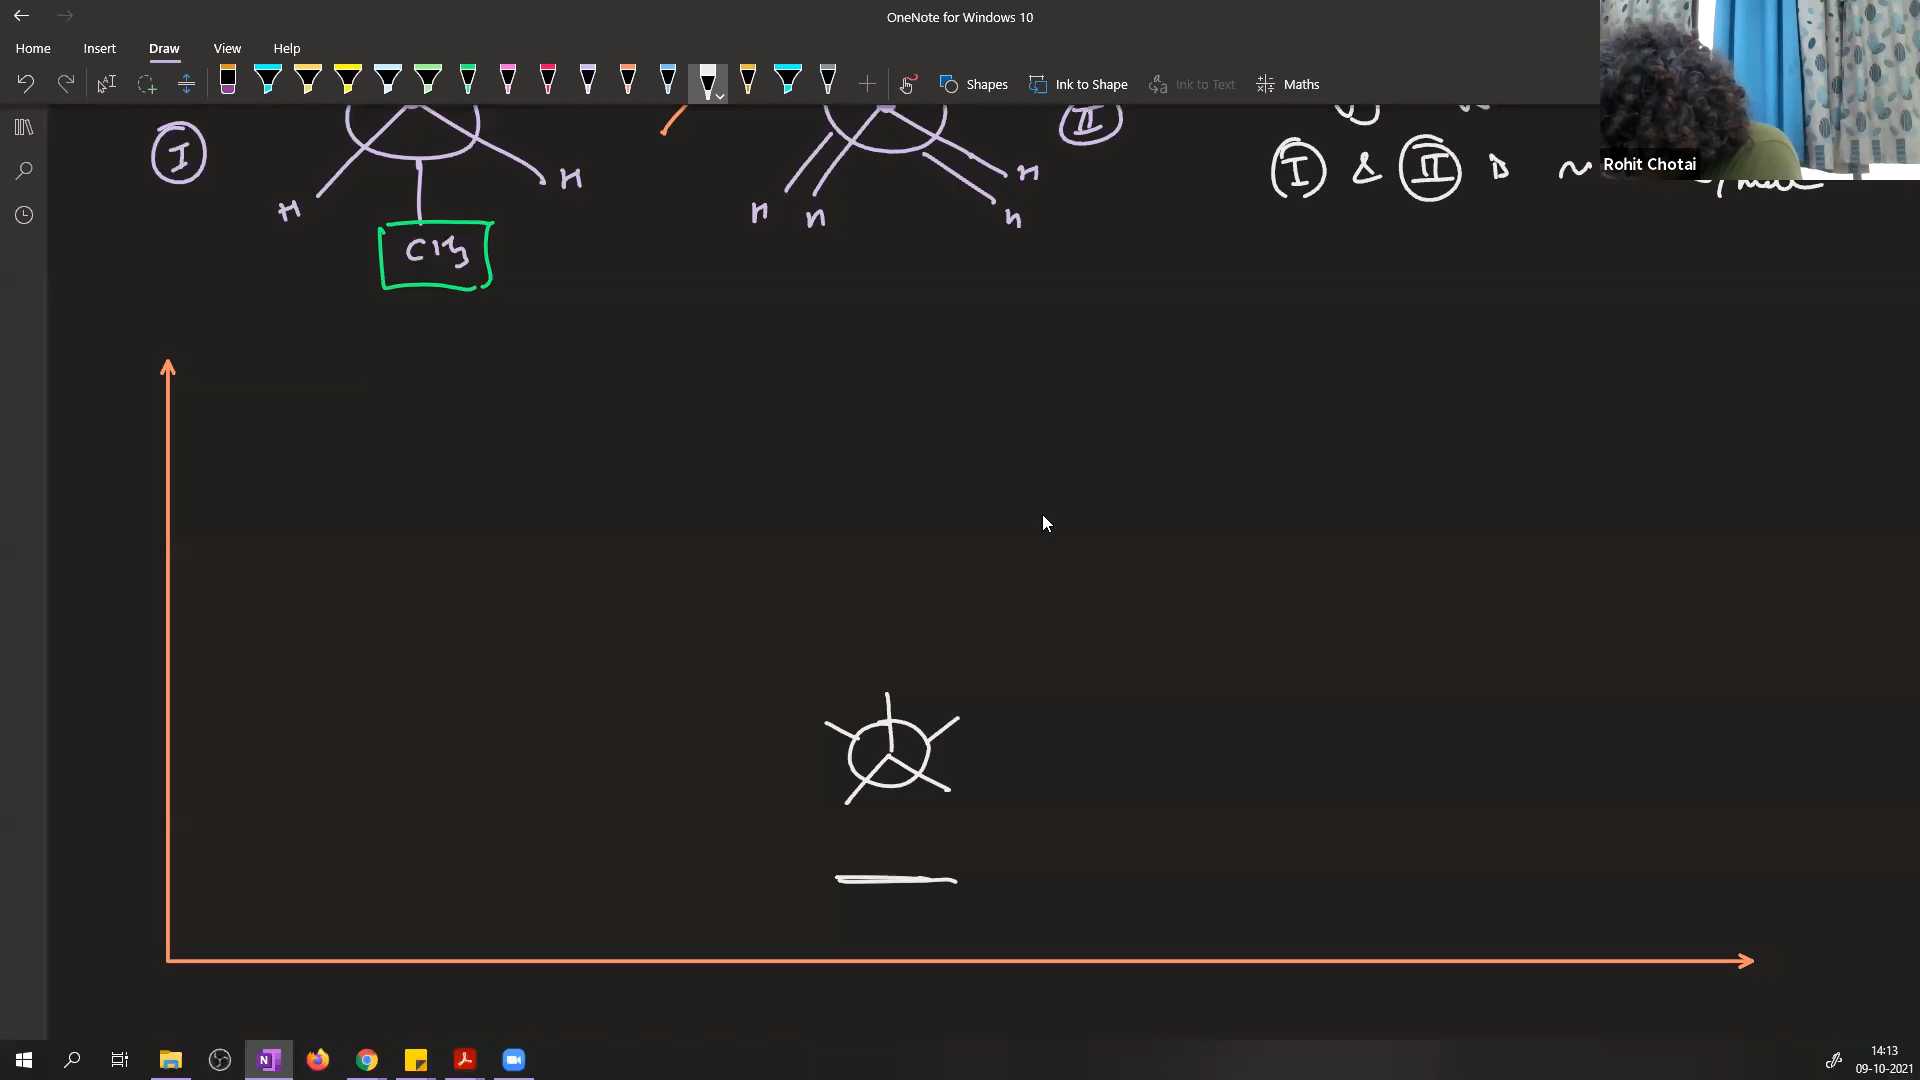 OneNote for Windows 10
Home Insert Draw View Help
Shapes Ink to Shape Ink to Text Maths
Rohit Chotai
I
II
I & II
H
H
CH3
H
H
H
H
14:13
09-10-2021